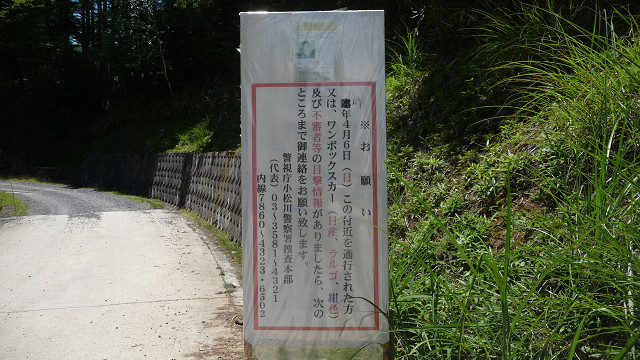 ※お願い
年4月6日(日)この付近を通行された方
又は、ワンボックスカー(日産、ラルゴ、紺色)
及び不審者等の目撃情報がありましたら、次の
ところまで御連絡をお願い致します。
警視庁小松川警察署捜査本部
(代表)03~3581~4321
内線7860~4323・6502